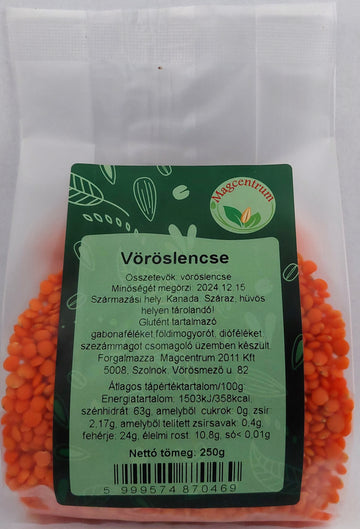 Magcentrum
Vöröslencse
Összetevők: vöröslencse
Minőségét megőrzi: 2024.12.15
Származási hely: Kanada. Száraz, hűvös
helyen tárolandó!
Glutént tartalmazó
gabonaféléket,földimogyorót, dióféléket
szezámmagot csomagoló üzemben készült.
Forgalmazza: Magcentrum 2011 Kft
5008. Szolnok. Vörösmező u. 82
Átlagos tápértéktartalom/100g:
Energiatartalom: 1503kJ/358kcal,
szénhidrát: 63g, amelyből: cukrok: 0g, zsír:
2,17g, amelyből telített zsírsavak: 0,4g,
fehérje: 24g, élelmi rost: 10,8g, só< 0,01g
Nettó tömeg: 250g
5 999574 870469